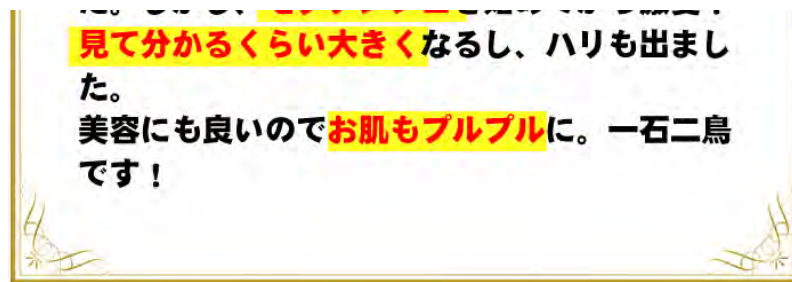 見て分かるくらい大きくなるし、ハリも出まし
た。
美容にも良いのでお肌もプルプルに。一石二鳥
です！